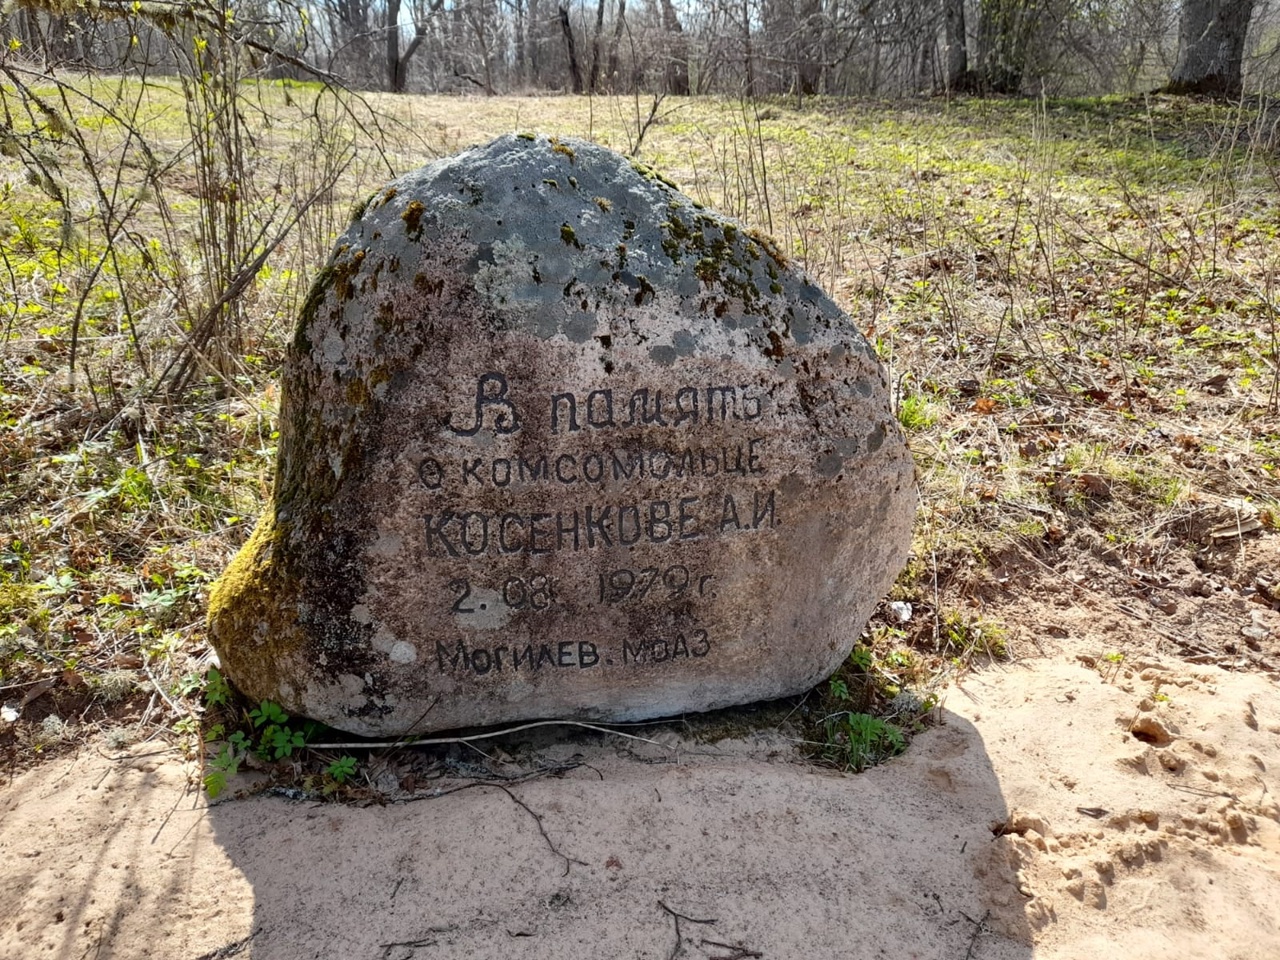 В память
о комсомольце
КОСЕНКОВЕ А.И.
2.08. 1979 г.
МОГИЛЕВ. МОАЗ